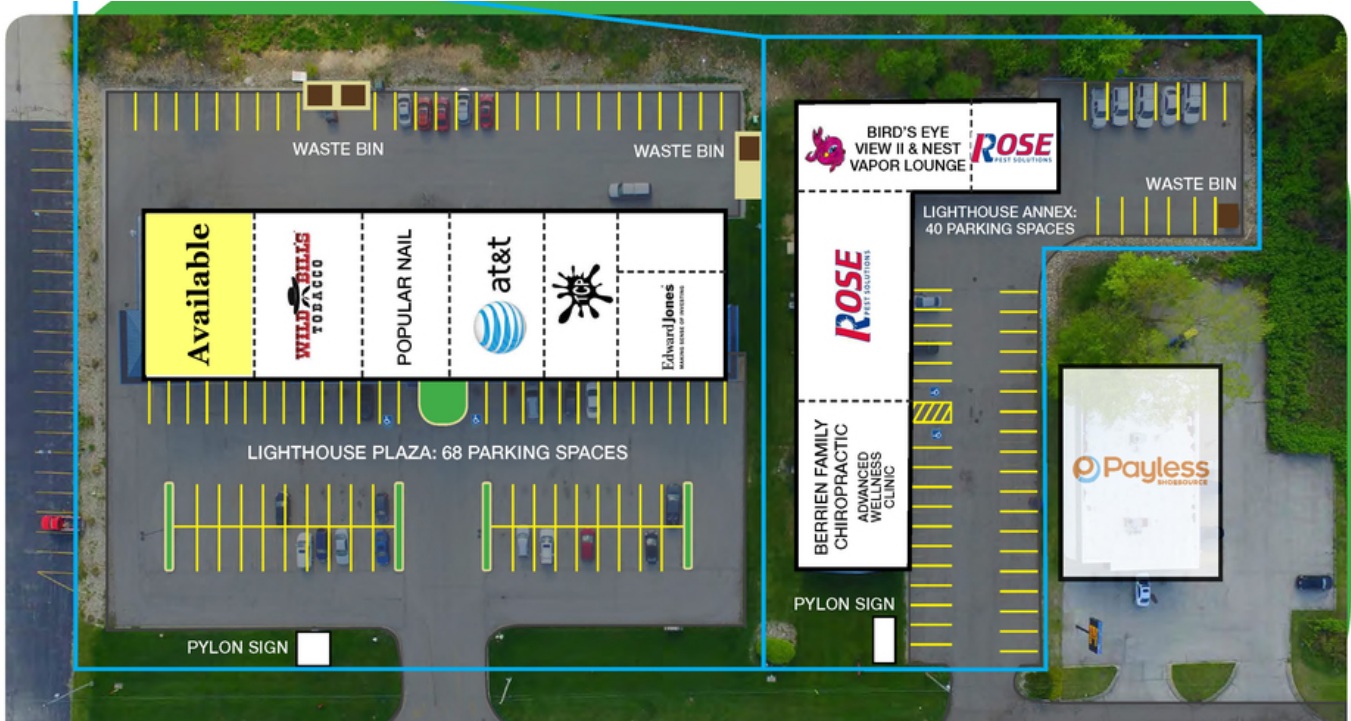 WASTE BIN
WASTE BIN
BIRD'S EYE
VIEW II & NEST
VAPOR LOUNGE
ROSE
PEST SOLUTIONS
WASTE BIN
LIGHTHOUSE ANNEX:
40 PARKING SPACES
Available
WILD BILL'S
TOBACCO
POPULAR NAIL
at&t
TCP
Edward Jones
MAKING SENSE OF INVESTING
ROSE
PEST SOLUTIONS
BERRIEN FAMILY
CHIROPRACTIC
ADVANCED
WELLNESS
CLINIC
Payless
SHOESOURCE
LIGHTHOUSE PLAZA: 68 PARKING SPACES
PYLON SIGN
PYLON SIGN